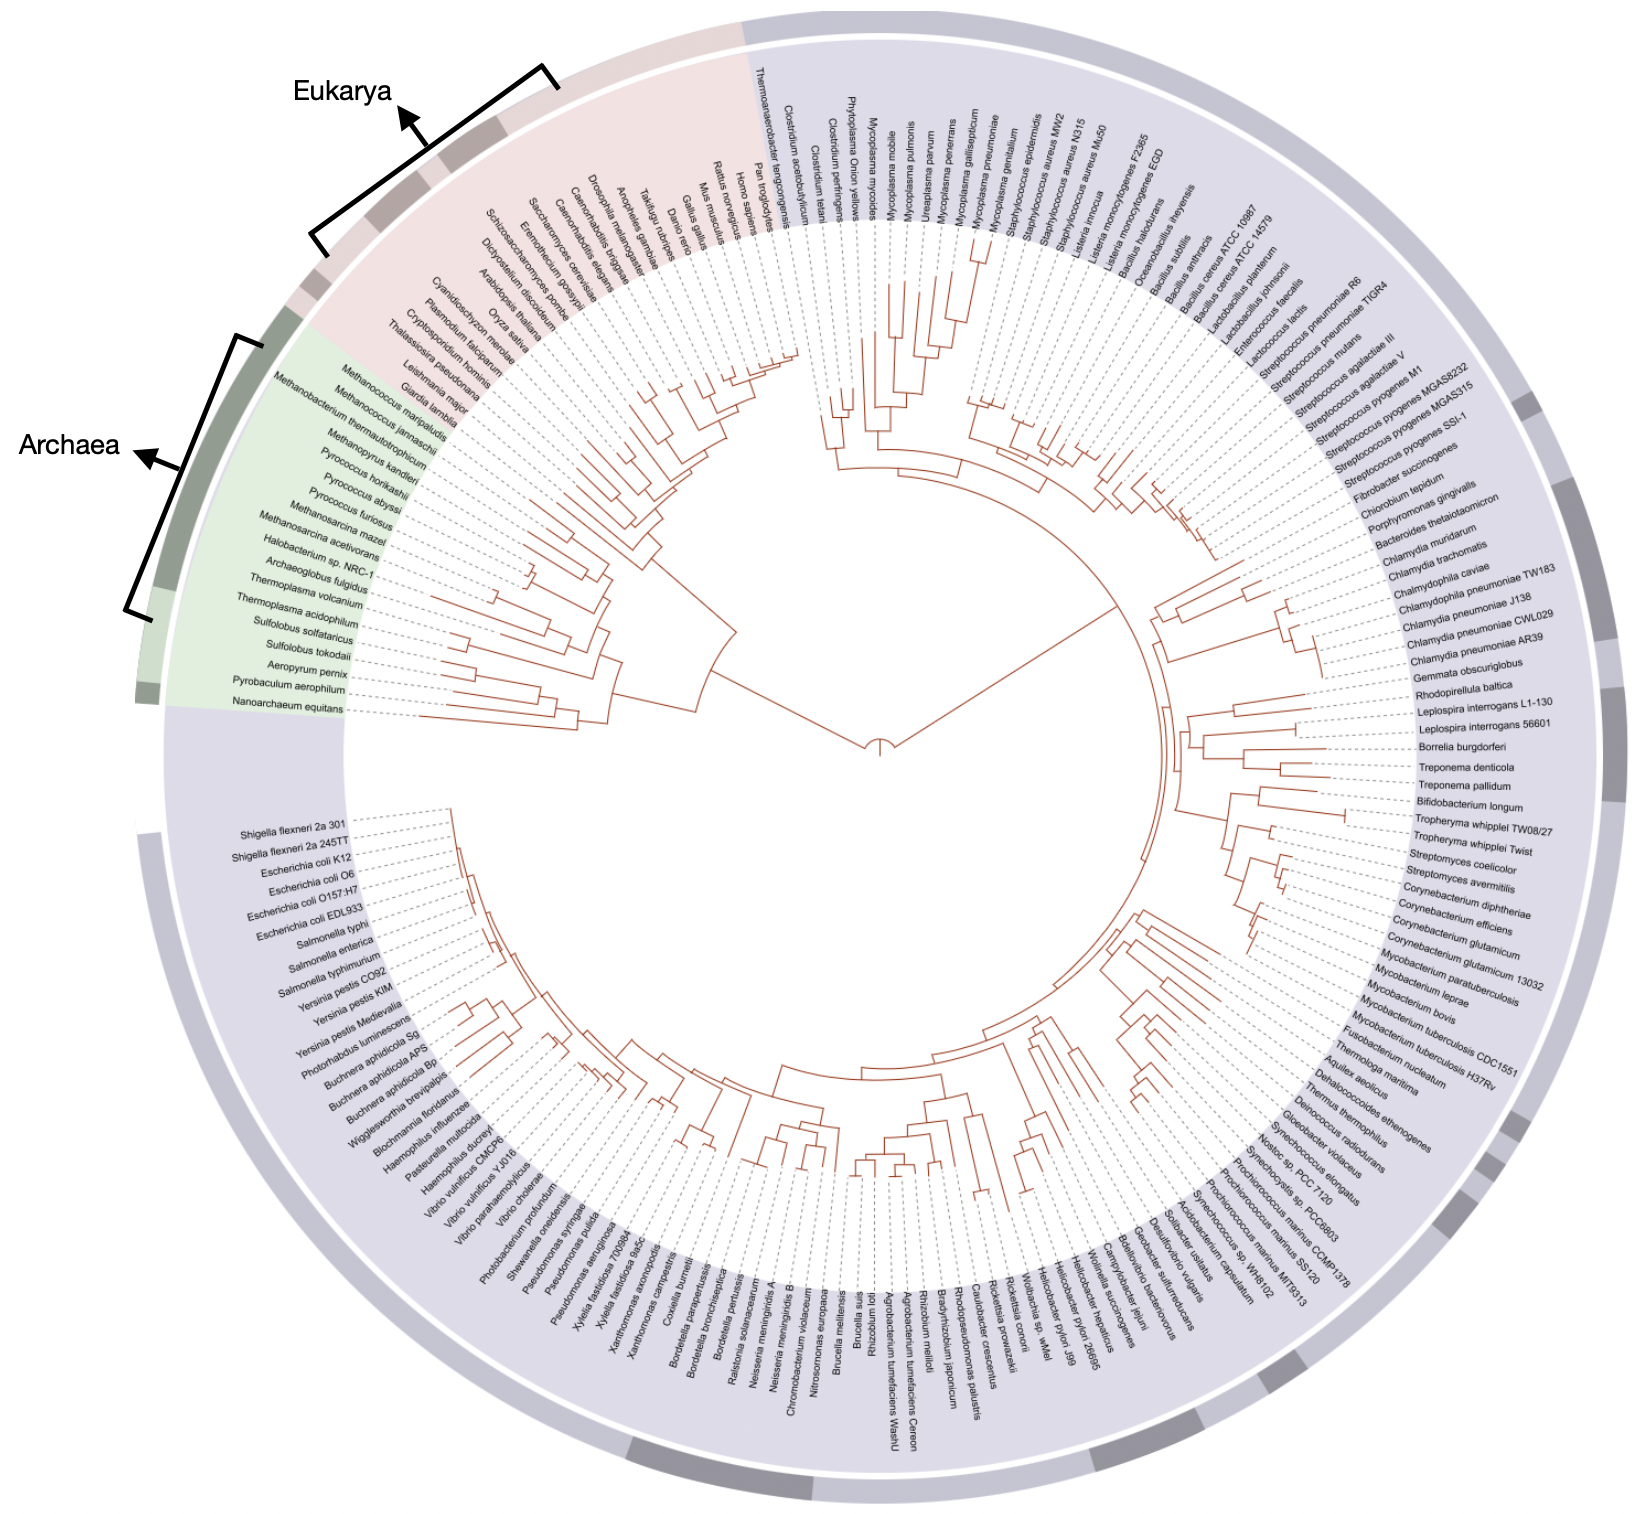 Eukarya
Archaea
Thermoanaerobacter tengcongensis
Clostridium acetobutylicum
Clostridium tetani
Clostridium perfringens
Phytoplasma Onion yellows
Mycoplasma mycoides
Mycoplasma mobile
Mycoplasma pulmonis
Ureaplasma parvum
Mycoplasma penerrans
Mycoplasma gallisepticum
Mycoplasma pneumoniae
Mycoplasma genitalium
Staphylococcus epidermidis
Staphylococcus aureus MW2
Staphylococcus aureus N315
Staphylococcus aureus Mu50
Listeria innocua
Listeria monocytogenes F2365
Listeria monocytogenes EGD
Bacillus halodurans
Oceanobacillus iheyensis
Bacillus subtilis
Bacillus anthracis
Bacillus cereus ATCC 10987
Bacillus cereus ATCC 14579
Lactobacillus plantarum
Lactobacillus johnsonii
Enterococcus faecalis
Lactococcus lactis
Streptococcus pneumoniae R6
Streptococcus pneumoniae TIGR4
Streptococcus mutans
Streptococcus agalactiae III
Streptococcus agalactiae V
Streptococcus pyogenes M1
Streptococcus pyogenes MGAS8232
Streptococcus pyogenes MGAS315
Streptococcus pyogenes SSI-1
Fibrobacter succinogenes
Chiorobium tepidum
Porphyromonas gingivalls
Bacteroides thetaiotaomicron
Chlamydia muridarum
Chlamydia trachomatis
Chalmydophila caviae
Chlamydophila pneumoniae TW183
Chlamydia pneumoniae J138
Chlamydia pneumoniae CWL029
Chlamydia pneumoniae AR39
Gemmata obscuriglobus
Rhodopirellula baltica
Leplospira interrogans L1-130
Leplospira interrogans 56601
Borrelia burgdorferi
Treponema denticola
Treponema pallidum
Bifidobacterium longum
Tropheryma whipplel TW08/27
Tropheryma whipplei Twist
Streptomyces coelicolor
Streptomyces avermitilis
Corynebacterium diphtheriae
Corynebacterium efficiens
Corynebacterium glutamicum
Corynebacterium glutamicum 13032
Mycobacterium paratuberculosis
Mycobacterium leprae
Mycobacterium bovis
Mycobacterium tuberculosis CDC1551
Mycobacterium tuberculosis H37Rv
Fusobacterium nucleatum
Thermologa maritima
Aquilex aeolicus
Dehalococcoides ethenogenes
Thermus thermophilus
Deinococcus radiodurans
Gloeobacter violaceus
Synechococcus elongatus
Nostoc sp. PCC 7120
Synechocystis sp. PCC6803
Prochiorococcus marinus CCMP1378
Prochiorococcus marinus SS120
Prochiorococcus marinus MIT9313
Synechococcus sp. WH8102
Acidobacterium capsulatum
Solibacter usitatus
Desulfovibrio vulgaris
Geobacter sulfurreducans
Bdellovibrio bacteriovorus
Campylobacter jejuni
Wolinella succinogenes
Helicobacter hepaticus
Helicobacter pylori 26695
Helicobacter pylori J99
Wolbachia sp. wMel
Rickettsia conorii
Rickettsia prowazekii
Caulobacter crescentus
Rhodopseudomonas palustris
Bradyrhizobium japonicum
Rhizobium meliloti
Agrobacterium tumefaciens Cereon
Agrobacterium tumefaciens WashU
Rhizobium loti
Brucella suis
Brucella melitensis
Nitrosomonas europaea
Chromobacterium violaceum
Neisseria meningiridis B
Neisseria meningiridis A
Ralstonia solanacearum
Bordetella pertussis
Bordetella bronchiseptica
Bordetella parapertussis
Coxiella burnetii
Xanthomonas campestris
Xanthomonas axonopodis
Xylella fastidiosa 9a5c
Xylelia fastidiosa 700984
Pseudomonas aeruginosa
Pseudomonas pulida
Pseudomonas syringae
Shewanella oneidensis
Photobacterium profundum
Vibrio cholerae
Vibrio parahaemolyticus
Vibrio vulnificus YJ016
Vibrio vulnificus CMCP6
Haemophilus ducreyi
Pasteurella multocida
Haemophilus influenzee
Blochmannia floridanus
Wigglesworthia brevipalpis
Buchnera aphidicola Bp
Buchnera aphidicola APS
Buchnera aphidicola Sg
Photorhabdus luminescens
Yersinia pestis Medievalia
Yersinia pestis KIM
Yersinia pestis CO92
Salmonella typhimurium
Salmonella enterica
Salmonella typhi
Escherichia coli EDL933
Escherichia coli O157:H7
Escherichia coli O6
Escherichia coli K12
Shigella flexneri 2a 245TT
Shigella flexneri 2a 301
Nanoarchaeum equitans
Pyrobaculum aerophilum
Aeropyrum pernix
Sulfolobus tokodaii
Sulfolobus solfataricus
Thermoplasma acidophilum
Thermoplasma volcanium
Archaeoglobus fulgidus
Halobacterium sp. NRC-1
Methanosarcina acetivorans
Methanosarcina mazel
Pyrococcus furiosus
Pyrococcus abyssi
Pyrococcus horikashii
Methanopyrus kandleri
Methanobacterium thermautotrophicum
Methanococcus jannaschii
Methanococcus maripaludis
Giardia lamblia
Leishmania major
Thalassiosira pseudonana
Cryptosporidium hominis
Plasmodium falciparum
Cyanidioschyzon merolae
Oryza sativa
Arabidopsis thaliana
Dictyostelium discoideum
Schizosaccharomyces pombe
Eremothecium gossypii
Saccharomyces cerevisiae
Caenorhabditis elegans
Caenorhabditis briggsae
Drosophila melanogaster
Anopheles gambiae
Takifugu rubripes
Danio rerio
Gallus gallus
Mus musculus
Rattus norvegicus
Homo sapiens
Pan troglodytes